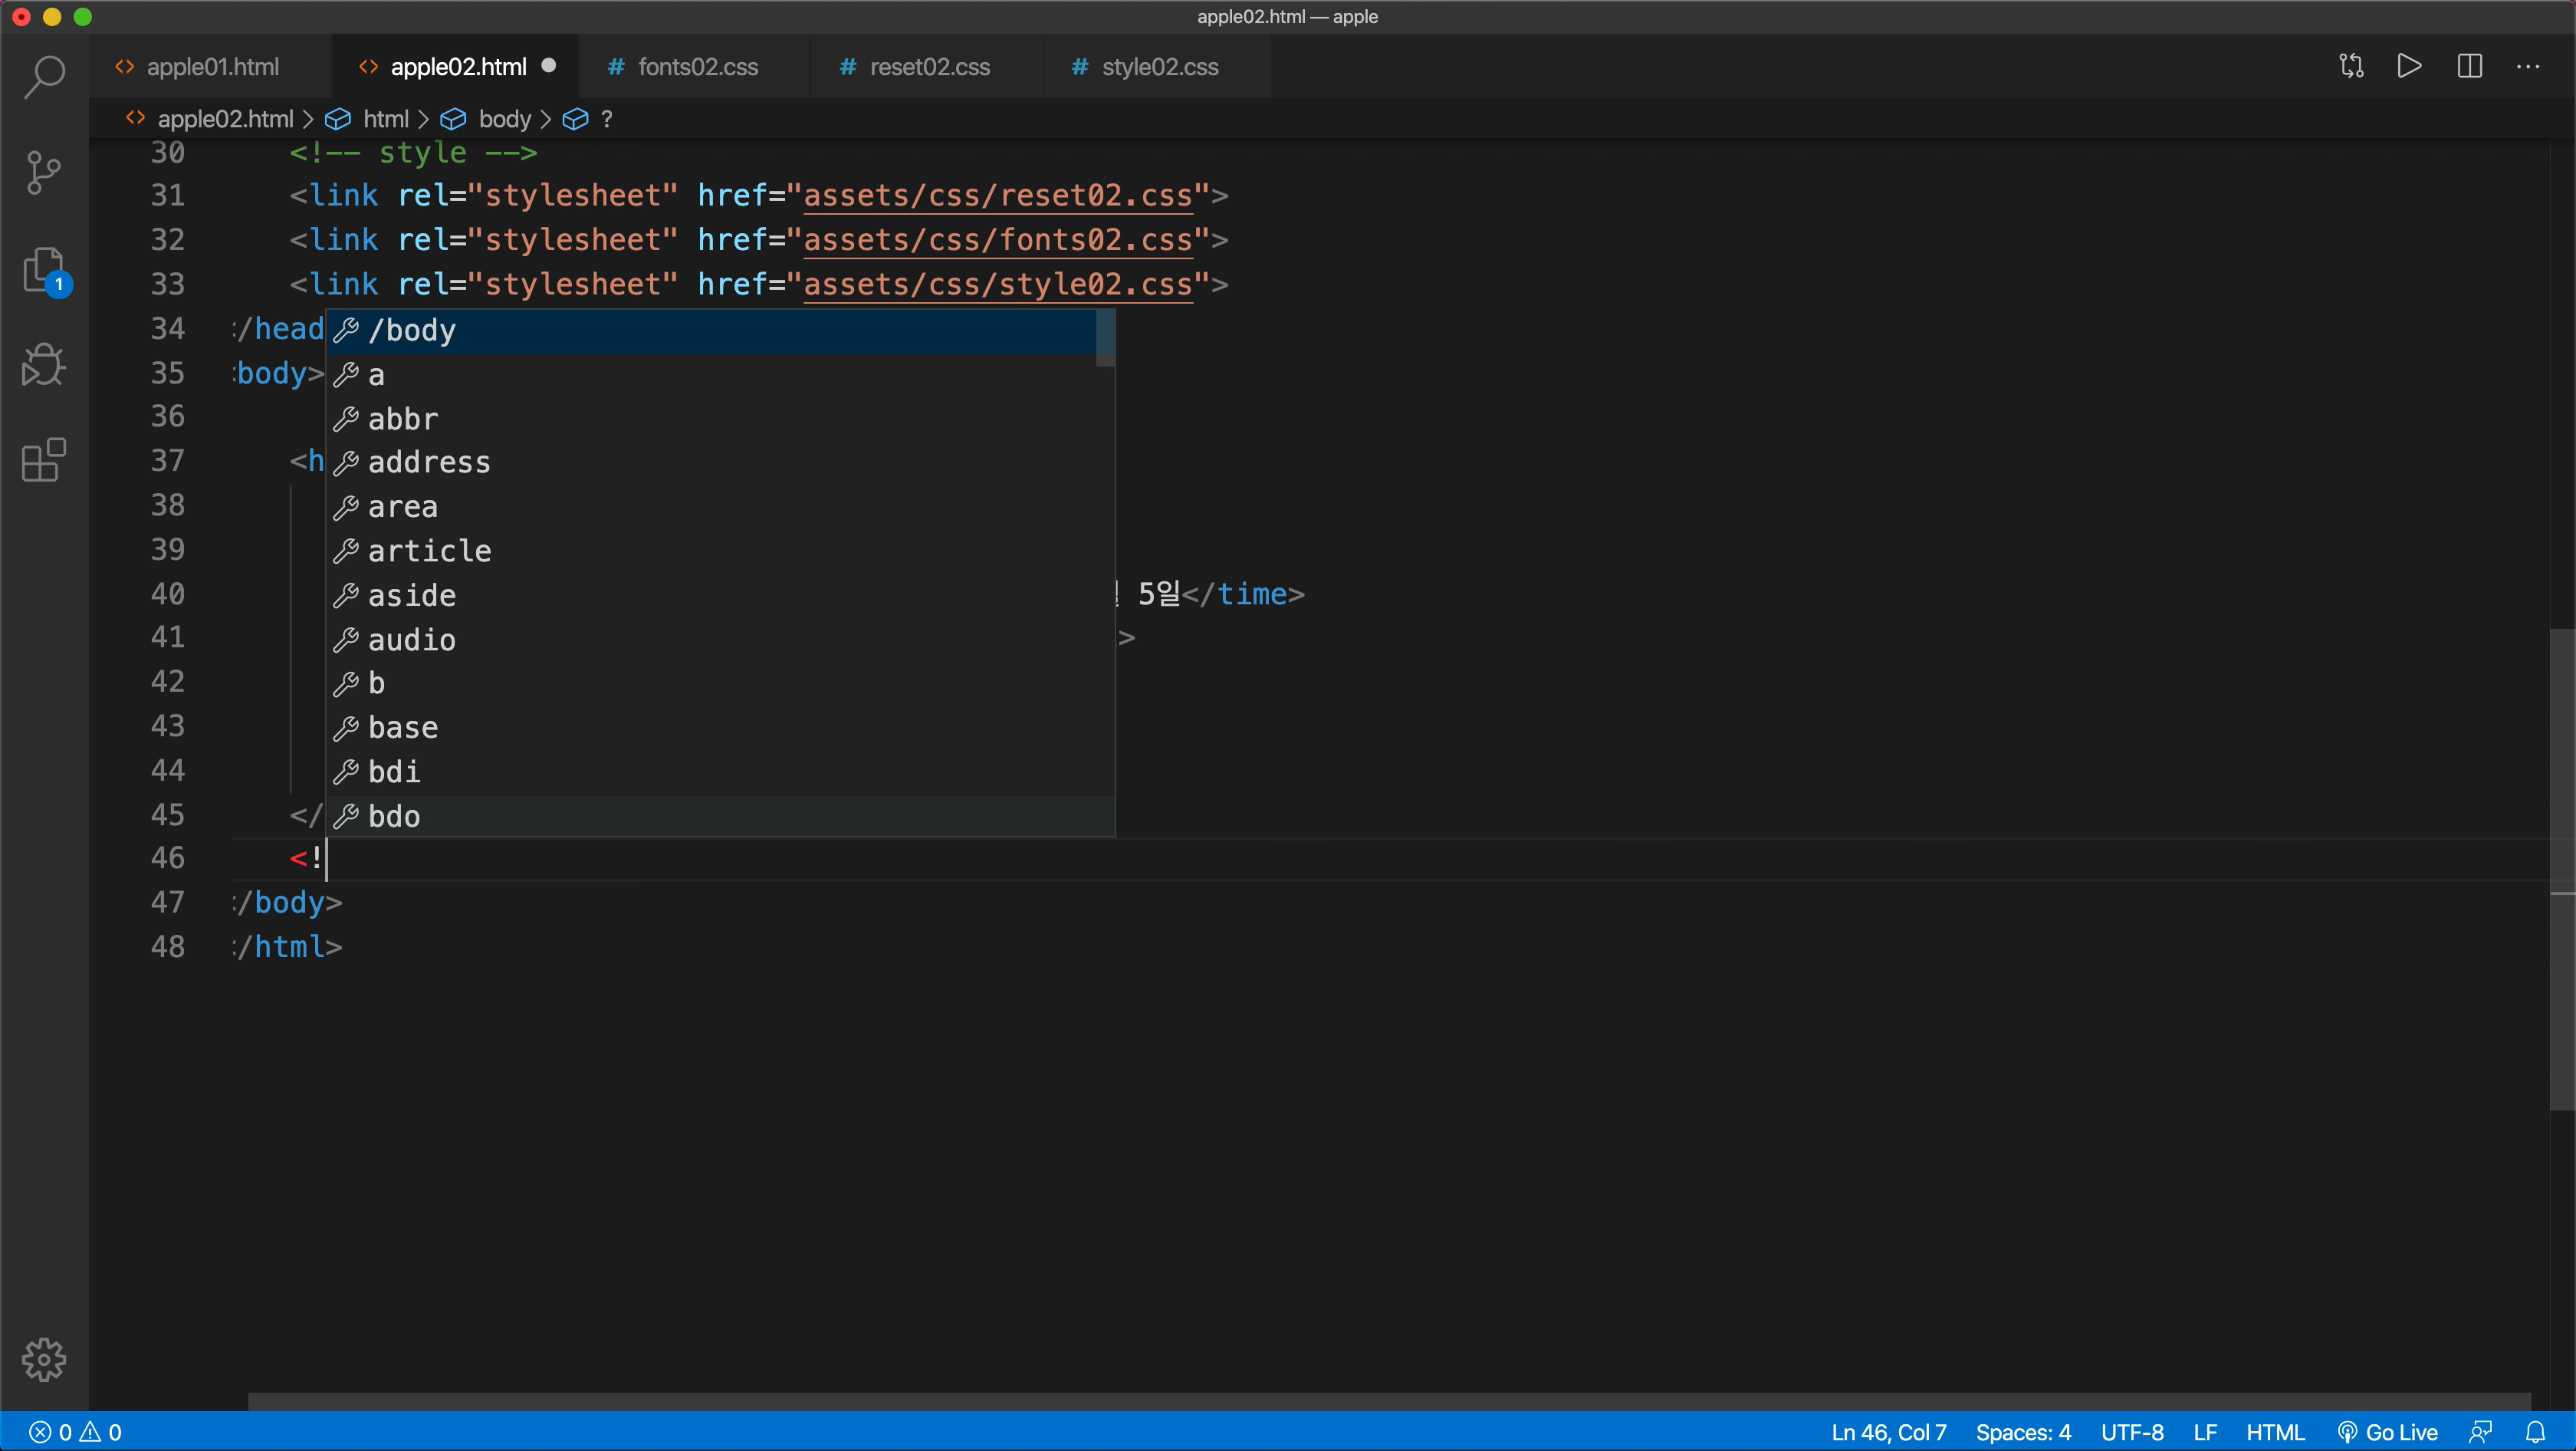 apple02.html — apple
apple01.html apple02.html # fonts02.css # reset02.css # style02.css
apple02.html > html > body > ?
30 <!-- style -->
31 <link rel="stylesheet" href="assets/css/reset02.css">
32 <link rel="stylesheet" href="assets/css/fonts02.css">
33 <link rel="stylesheet" href="assets/css/style02.css">
34 /head /body
35 body> a
36 abbr
37 <h address
38 area
39 article
40 aside 5일</time>
41 audio >
42 b
43 base
44 bdi
45 </ bdo
46 <!
47 /body>
48 /html>
1
0 0 Ln 46, Col 7 Spaces: 4 UTF-8 LF HTML Go Live